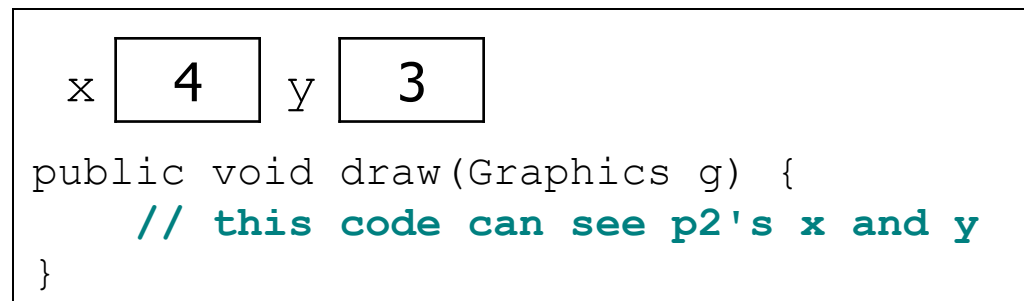 x 4 y 3
public void draw(Graphics g) {
// this code can see p2's x and y
}